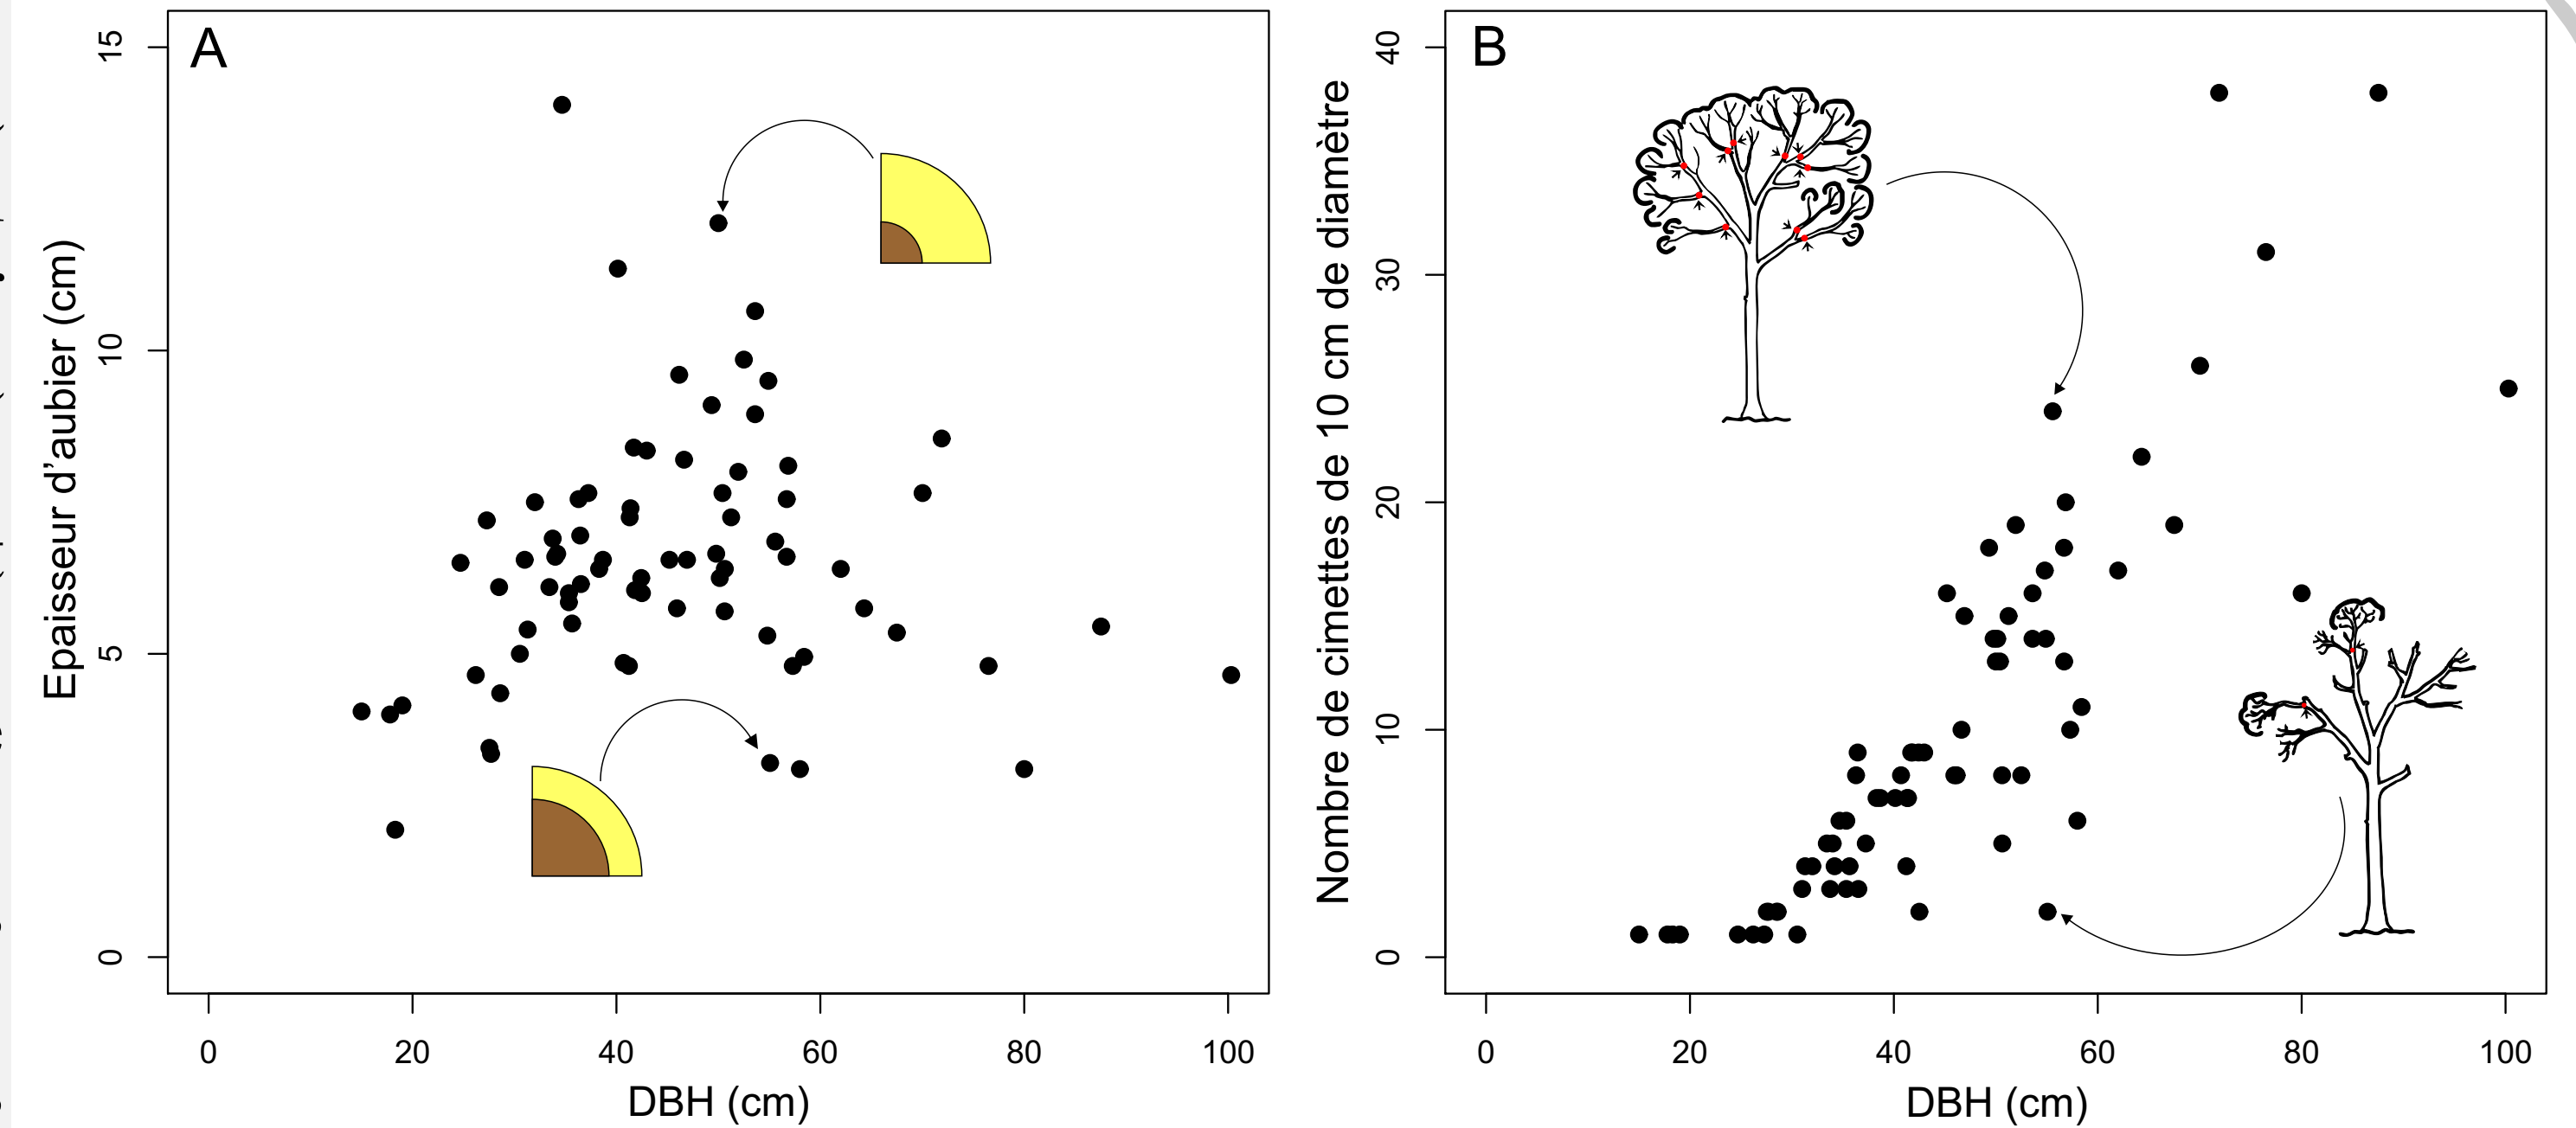 A
Epaisseur d’aubier (cm)
15
10
5
0
0 20 40 60 80 100
DBH (cm)
B
Nombre de cimettes de 10 cm de diamètre
40
30
20
10
0
0 20 40 60 80 100
DBH (cm)